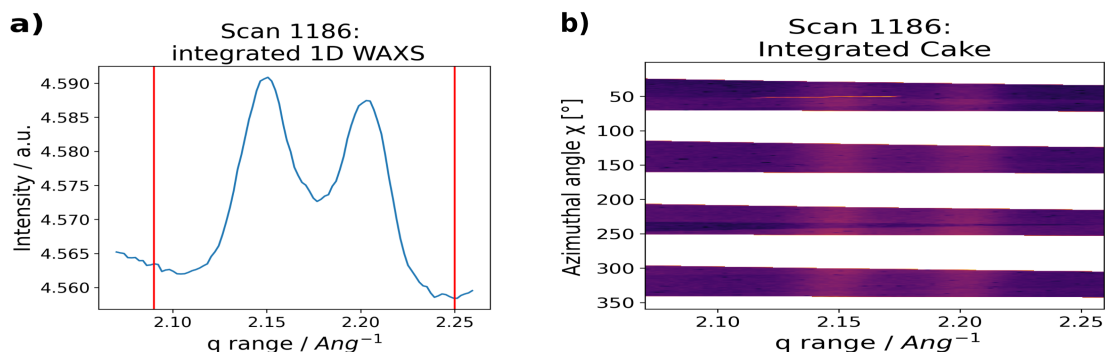 a)
Scan 1186:
integrated 1D WAXS
Intensity / a.u.
4.590
4.585
4.580
4.575
4.570
4.565
4.560
2.10 2.15 2.20 2.25
q range / Ang⁻¹
b)
Scan 1186:
Integrated Cake
Azimuthal angle χ [°]
50
100
150
200
250
300
350
2.10 2.15 2.20 2.25
q range / Ang⁻¹